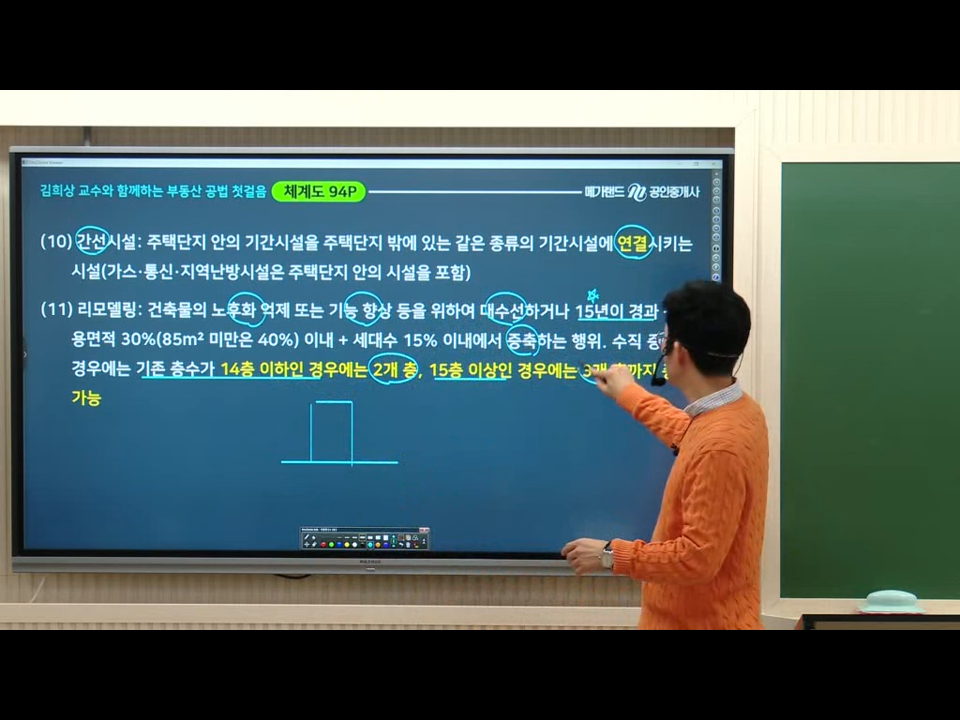 김희상 교수와 함께하는 부동산 공법 첫걸음 체계도 94P 메가랜드 공인중개사
(10) 간선시설: 주택단지 안의 기간시설을 주택단지 밖에 있는 같은 종류의 기간시설에 연결시키는
시설(가스·통신·지역난방시설은 주택단지 안의 시설을 포함)
(11) 리모델링: 건축물의 노후화 억제 또는 기능 향상 등을 위하여 대수선하거나 15년이 경과
용면적 30%(85m² 미만은 40%) 이내 + 세대수 15% 이내에서 증축하는 행위. 수직
경우에는 기존 층수가 14층 이하인 경우에는 2개 층, 15층 이상인 경우에는 3개 층까지
가능